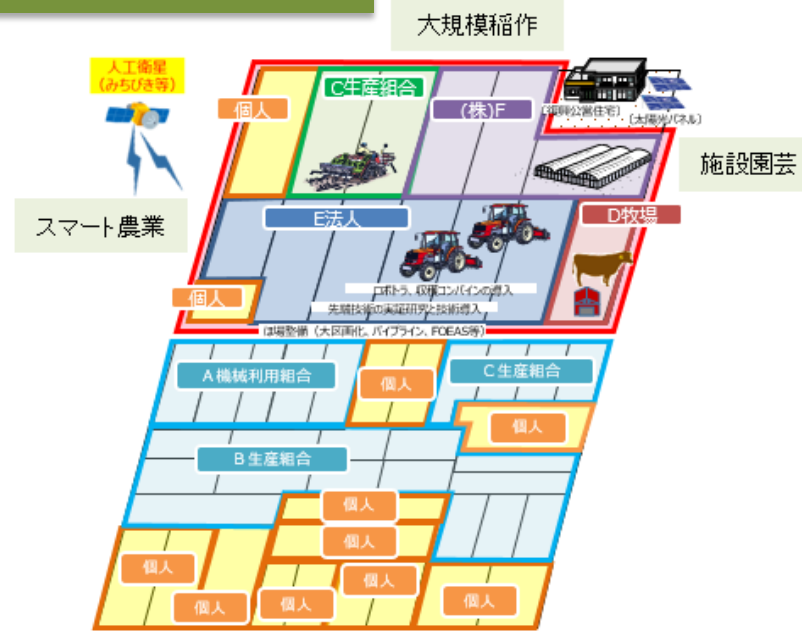 大規模稲作
人工衛星
(みちびき等)
個人
C生産組合
(株)F
〔復興公営住宅〕
〔太陽光パネル〕
施設園芸
スマート農業
E法人
D牧場
個人
ロボトラ、収穫コンバインの導入
先端技術の実証研究と技術導入
ほ場整備（大区画化、パイプライン、FOEAS等）
A機械利用組合
個人
C生産組合
個人
B生産組合
個人
個人
個人
個人
個人
個人
個人